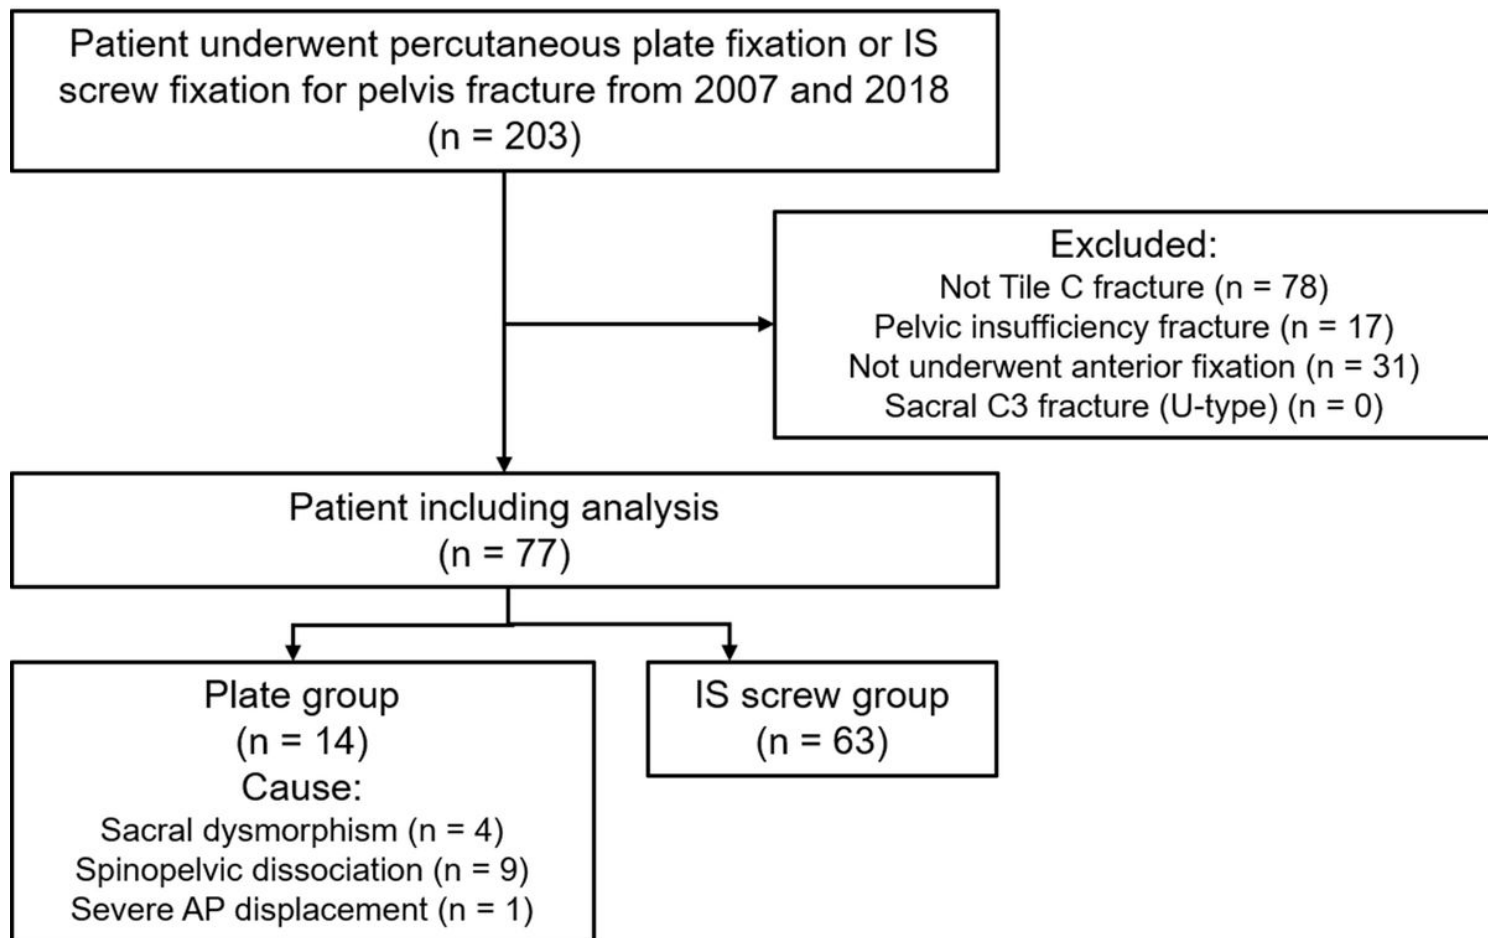 Patient underwent percutaneous plate fixation or IS
screw fixation for pelvis fracture from 2007 and 2018
(n = 203)
Excluded:
Not Tile C fracture (n = 78)
Pelvic insufficiency fracture (n = 17)
Not underwent anterior fixation (n = 31)
Sacral C3 fracture (U-type) (n = 0)
Patient including analysis
(n = 77)
Plate group
(n = 14)
Cause:
Sacral dysmorphism (n = 4)
Spinopelvic dissociation (n = 9)
Severe AP displacement (n = 1)
IS screw group
(n = 63)